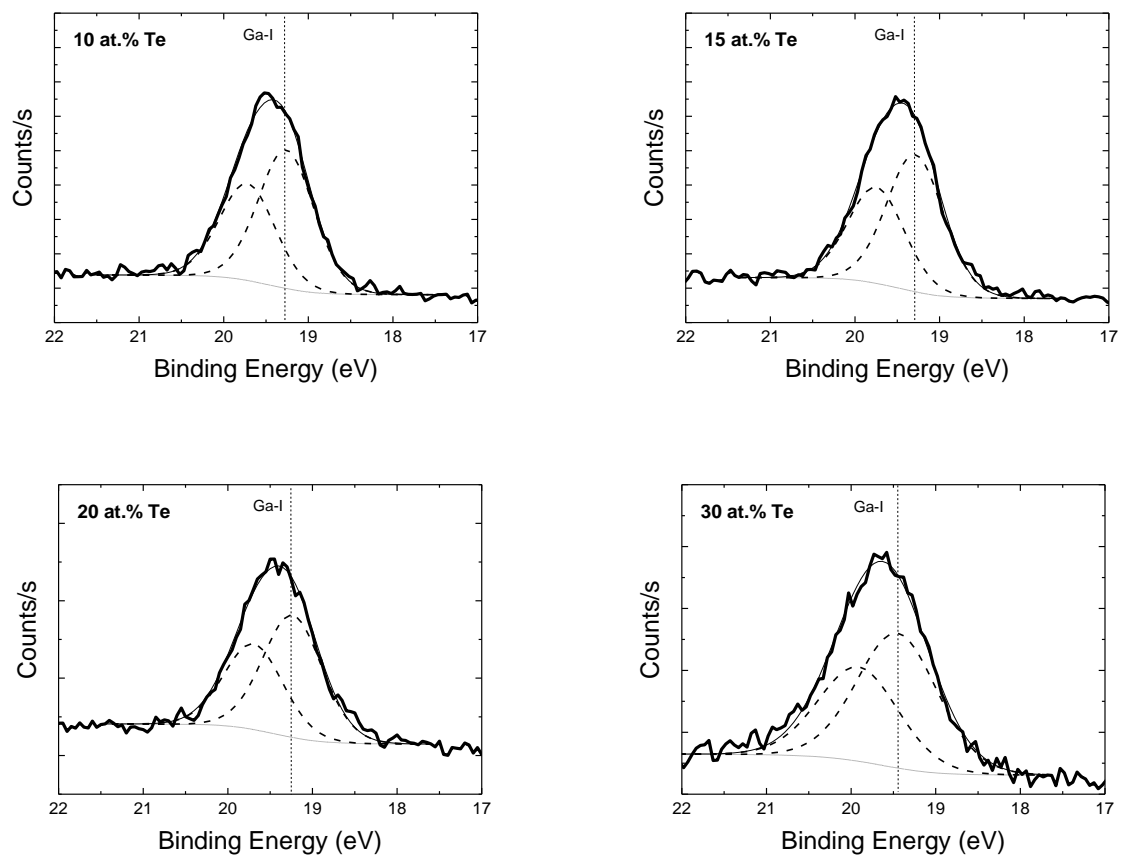 10 at.% Te
Ga-I
Counts/s
22 21 20 19 18 17
Binding Energy (eV)
15 at.% Te
Ga-I
Counts/s
22 21 20 19 18 17
Binding Energy (eV)
20 at.% Te
Ga-I
Counts/s
22 21 20 19 18 17
Binding Energy (eV)
30 at.% Te
Ga-I
Counts/s
22 21 20 19 18 17
Binding Energy (eV)